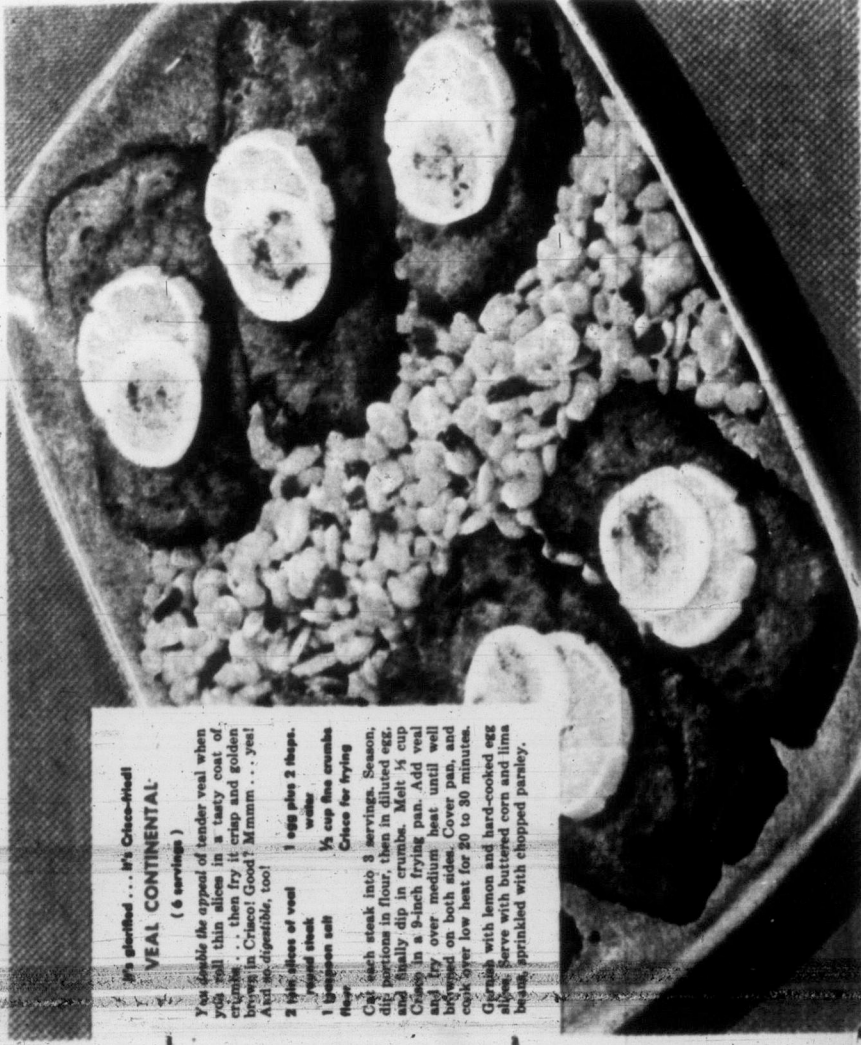 It's glorified . . . it's Crisco-fried!
VEAL CONTINENTAL
( 6 servings )
You double the appeal of tender veal when
you roll thin slices in a tasty coat of
crumbs . . . then fry it crisp and golden
brown in Crisco! Good? Mmmm . . . yes!
And so digestible, too!
2 thin slices of veal
round steak
1 teaspoon salt
flour
1 egg plus 2 tbsps.
water
½ cup fine crumbs
Crisco for frying
Cut each steak into 3 servings. Season,
dip portions in flour, then in diluted egg,
and finally dip in crumbs. Melt cup
Crisco in a 9-inch frying pan. Add veal
and fry over medium heat until well
browned on both sides. Cover pan, and
cook over low heat for 20 to 30 minutes.
Garnish with lemon and hard-cooked egg
slices. Serve with buttered corn and lima
beans, sprinkled with chopped parsley.